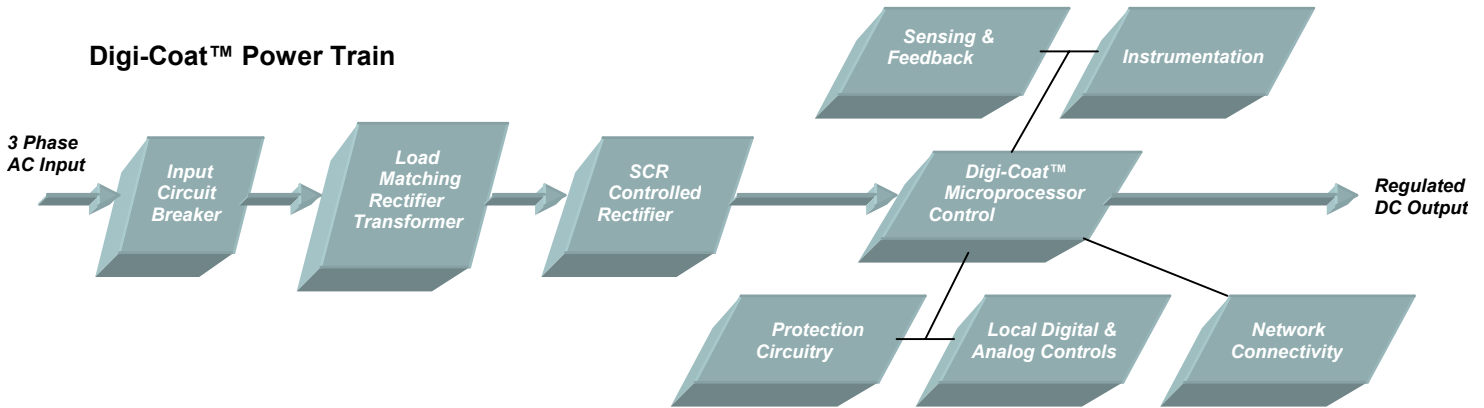 Digi-Coat™ Power Train
Sensing &
Feedback
Instrumentation
3 Phase
AC Input
Input
Circuit
Breaker
Load
Matching
Rectifier
Transformer
SCR
Controlled
Rectifier
Digi-Coat™
Microprocessor
Control
Regulated
DC Output
Protection
Circuitry
Local Digital &
Analog Controls
Network
Connectivity